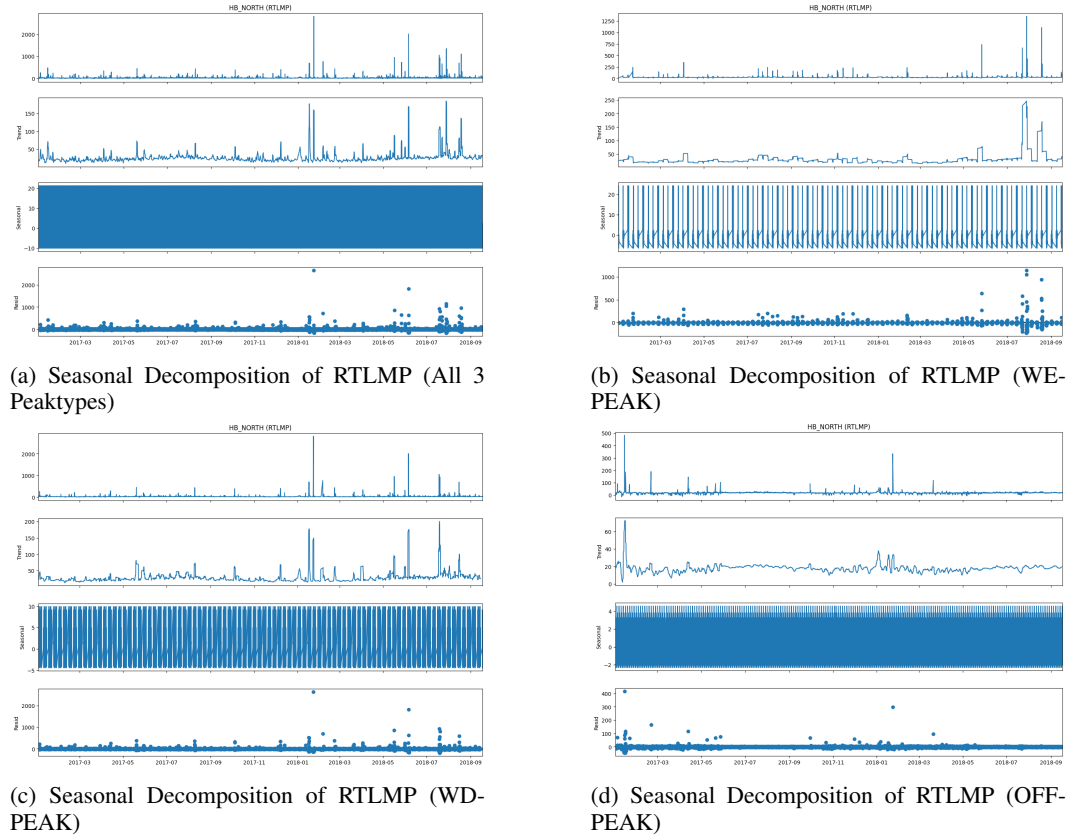 HB_NORTH (RTLMP)
2000
1000
0
150
100
50
Trend
20
10
0
−10
Seasonal
2000
1000
0
Resid
2017-03 2017-05 2017-07 2017-09 2017-11 2018-01 2018-03 2018-05 2018-07 2018-09
(a) Seasonal Decomposition of RTLMP (All 3
Peaktypes)
HB_NORTH (RTLMP)
1250
1000
750
500
250
0
250
200
150
100
50
Trend
20
10
0
Seasonal
1000
500
0
Resid
2017-03 2017-05 2017-07 2017-09 2017-11 2018-01 2018-03 2018-05 2018-07 2018-09
(b) Seasonal Decomposition of RTLMP (WE-
PEAK)
HB_NORTH (RTLMP)
2000
1000
0
200
150
100
50
Trend
10
5
0
−5
Seasonal
2000
1000
0
Resid
2017-03 2017-05 2017-07 2017-09 2017-11 2018-01 2018-03 2018-05 2018-07 2018-09
(c) Seasonal Decomposition of RTLMP (WD-
PEAK)
HB_NORTH (RTLMP)
500
400
300
200
100
0
60
40
20
0
Trend
4
2
0
−2
Seasonal
400
300
200
100
0
Resid
2017-03 2017-05 2017-07 2017-09 2017-11 2018-01 2018-03 2018-05 2018-07 2018-09
(d) Seasonal Decomposition of RTLMP (OFF-
PEAK)